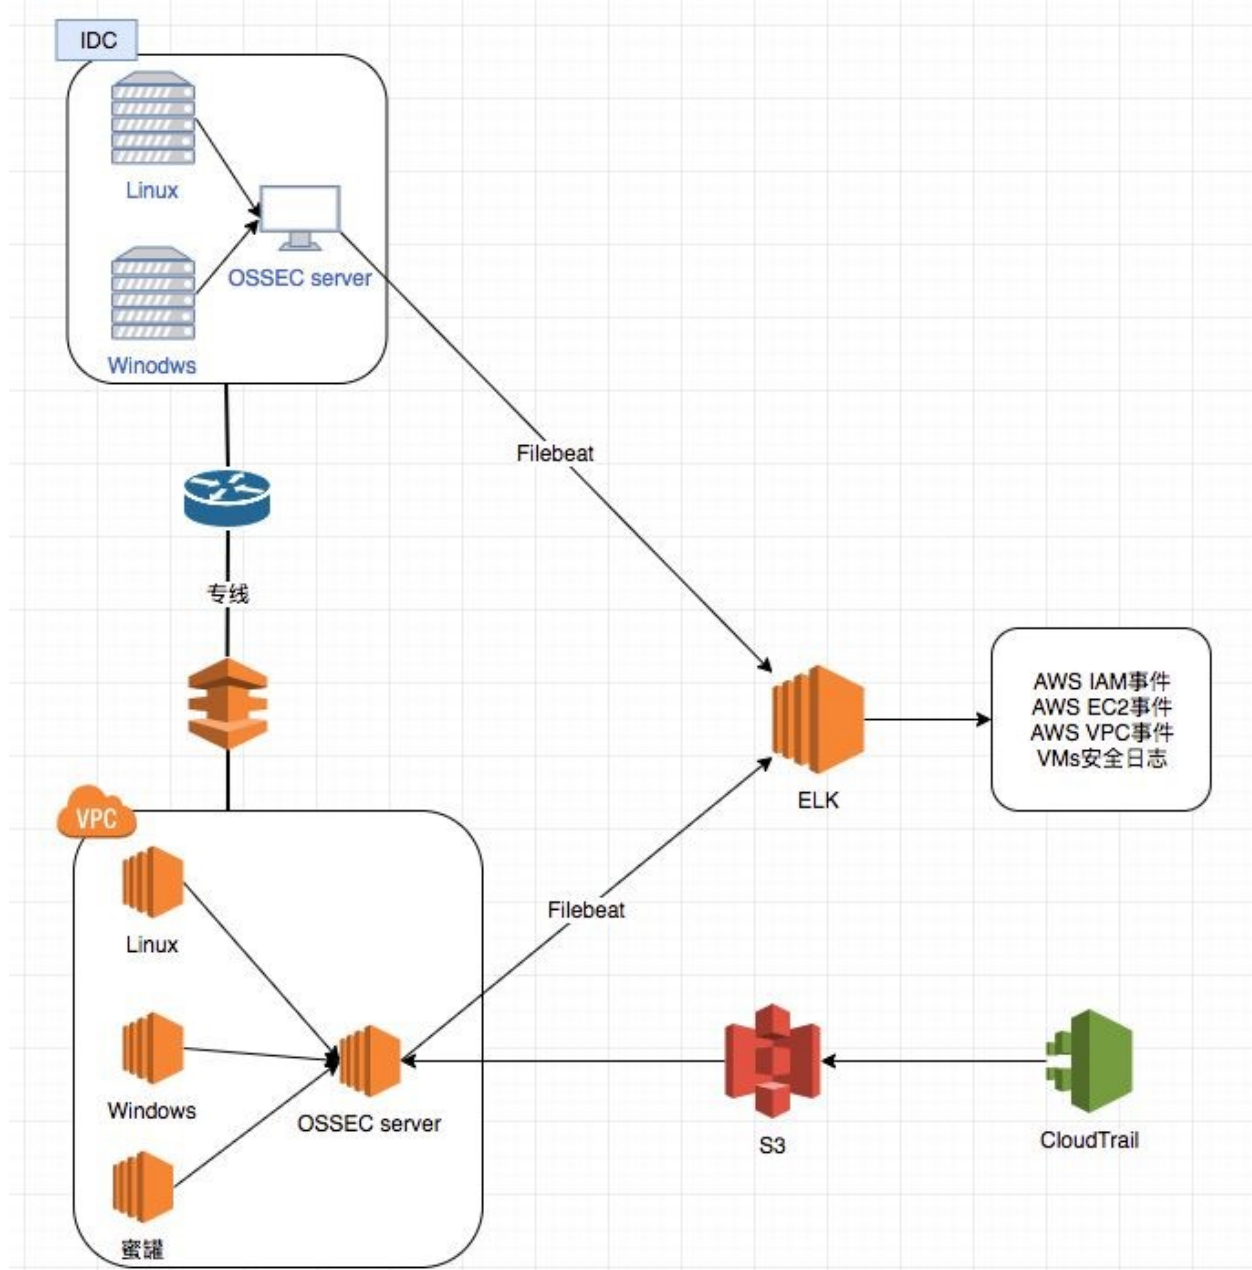 IDC
Linux
OSSEC server
Winodws
Filebeat
专线
AWS IAM事件
AWS EC2事件
AWS VPC事件
VMs安全日志
ELK
VPC
Linux
Filebeat
Windows
OSSEC server
S3
CloudTrail
蜜罐